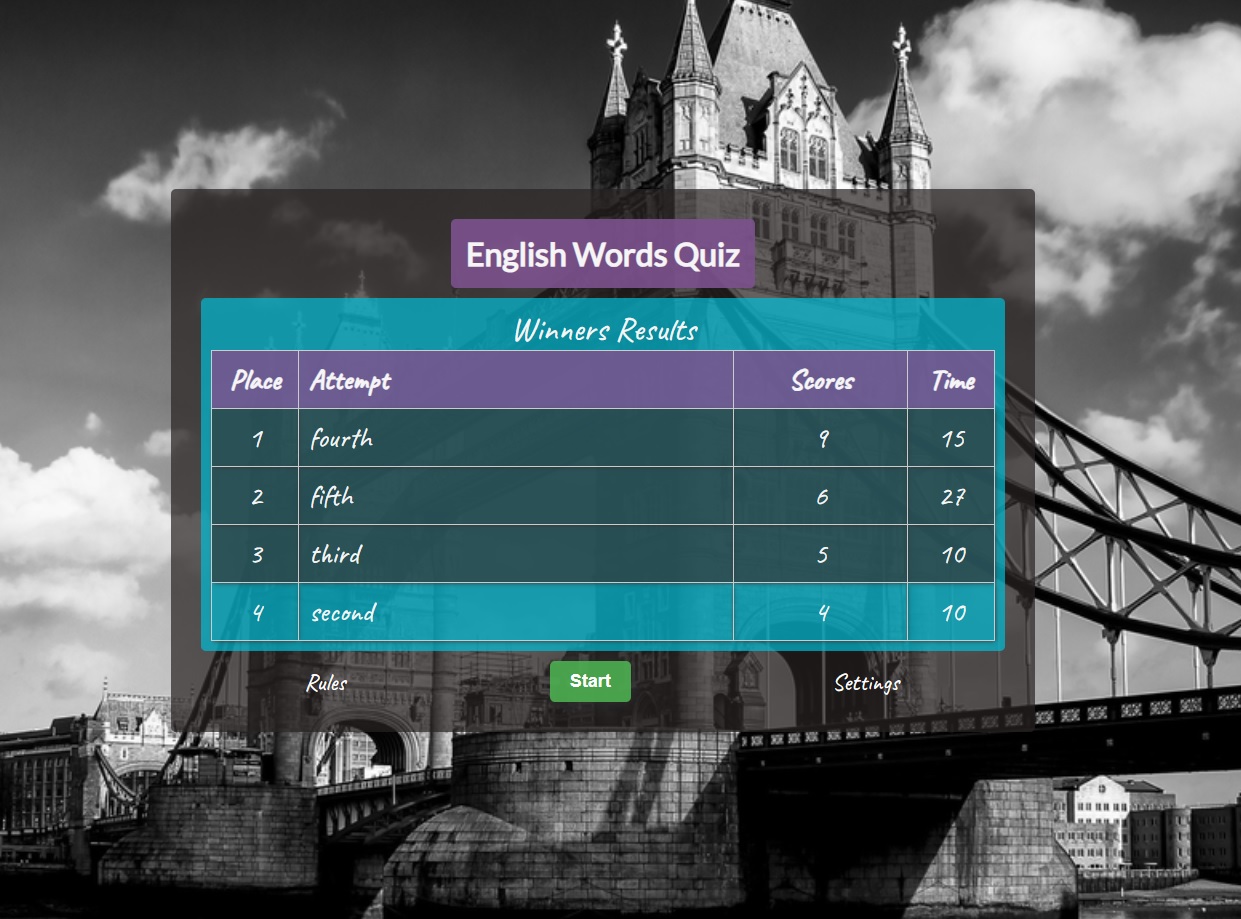 English Words Quiz
Winners Results
Place Attempt Scores Time
1 fourth 9 15
2 fifth 6 27
3 third 5 10
4 second 4 10
Rules Start Settings